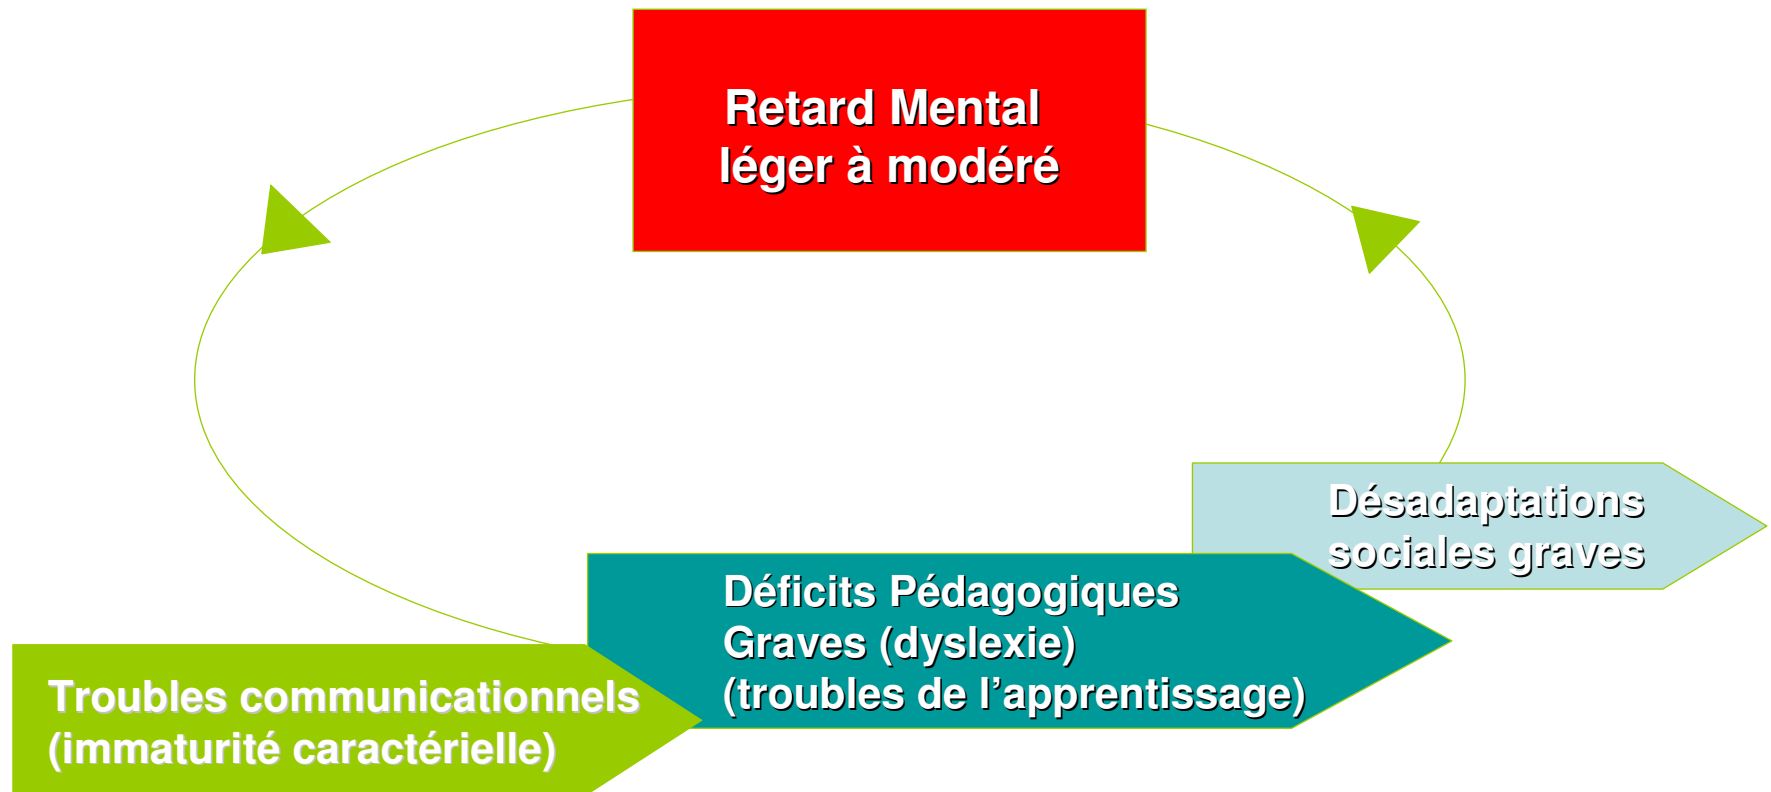 Retard Mental
léger à modéré
Désadaptations
sociales graves
Déficits Pédagogiques
Graves (dyslexie)
(troubles de l’apprentissage)
Troubles communicationnels
(immaturité caractérielle)